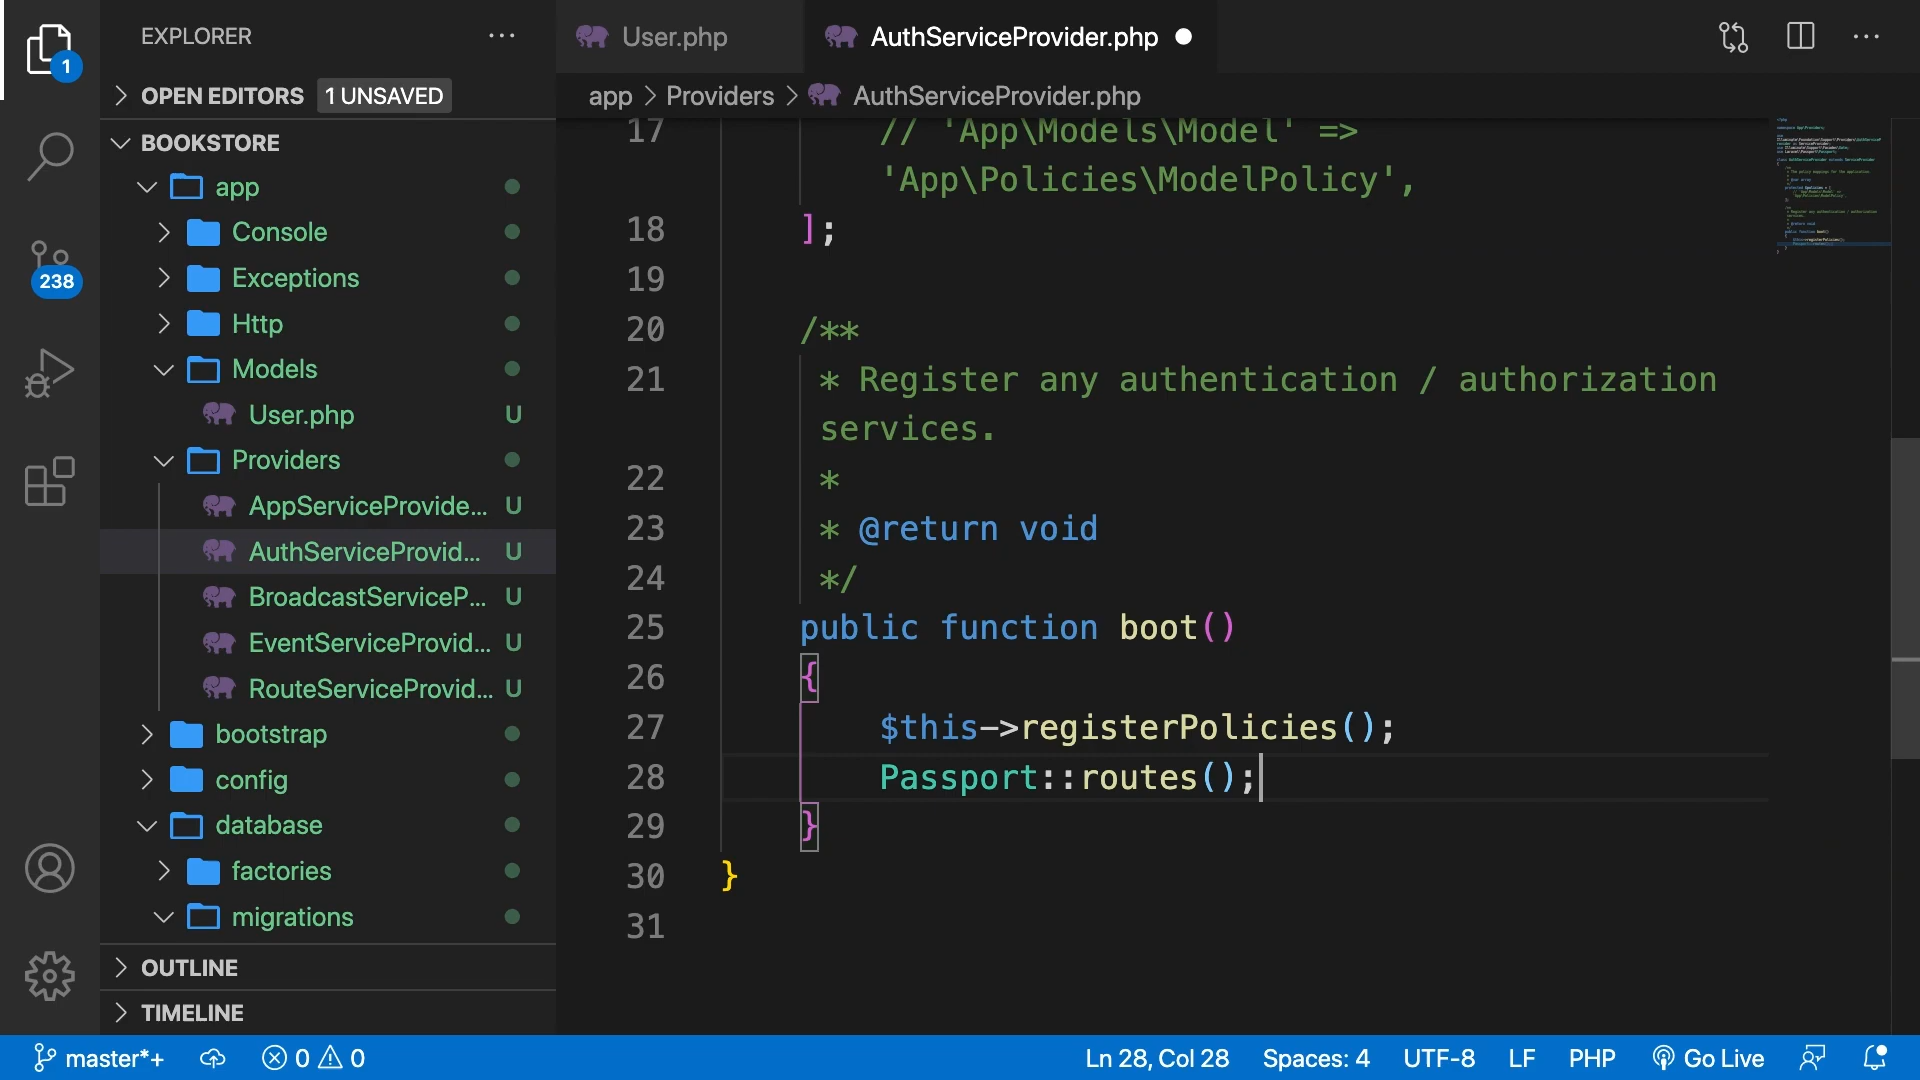 EXPLORER
User.php
AuthServiceProvider.php
1
OPEN EDITORS 1 UNSAVED
app > Providers > AuthServiceProvider.php
BOOKSTORE
app
Console
Exceptions
Http
Models
User.php U
Providers
AppServiceProvide... U
AuthServiceProvid... U
BroadcastServiceP... U
EventServiceProvid... U
RouteServiceProvid... U
bootstrap
config
database
factories
migrations
OUTLINE
TIMELINE
238
17 // 'App\Models\Model' =>
'App\Policies\ModelPolicy',
18 ];
19
20 /**
21 * Register any authentication / authorization
services.
22 *
23 * @return void
24 */
25 public function boot()
26 {
27 $this->registerPolicies();
28 Passport::routes();
29 }
30 }
31
master*+ 0 0 Ln 28, Col 28 Spaces: 4 UTF-8 LF PHP Go Live